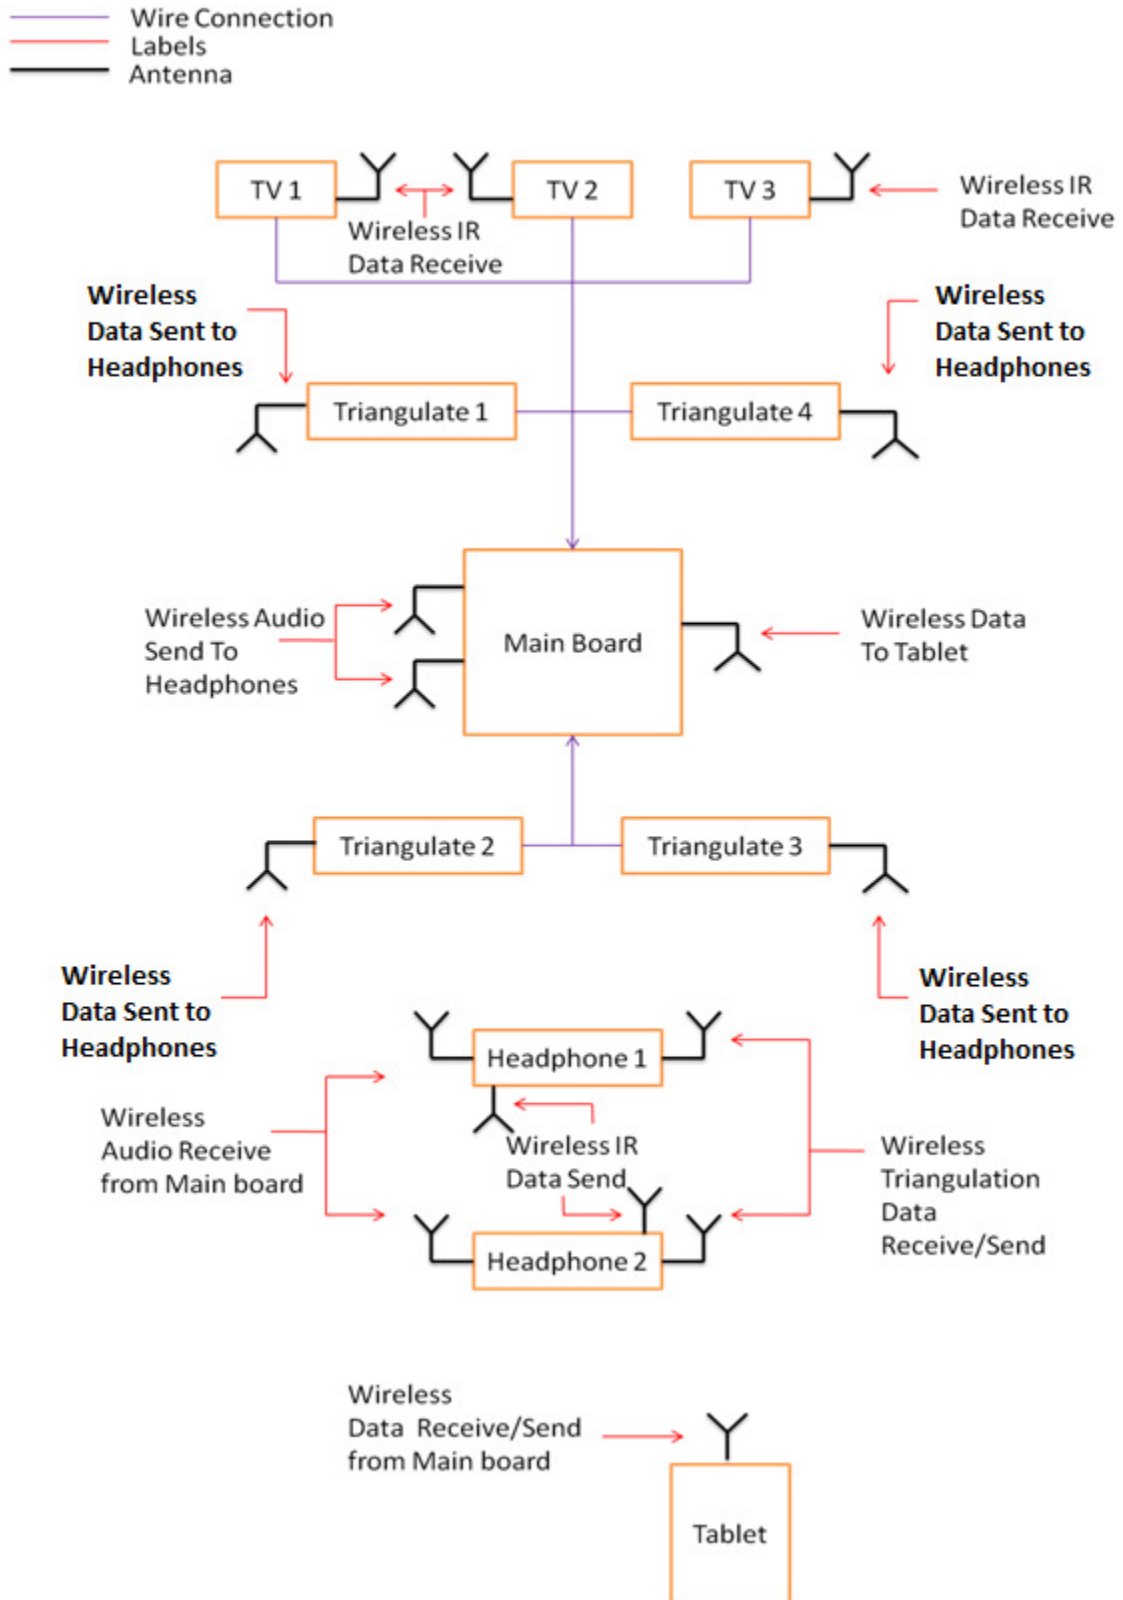 Wire Connection
Labels
Antenna
TV 1
TV 2
TV 3
Wireless IR
Data Receive
Wireless IR
Data Receive
Wireless
Data Sent to
Headphones
Wireless
Data Sent to
Headphones
Triangulate 1
Triangulate 4
Wireless Audio
Send To
Headphones
Main Board
Wireless Data
To Tablet
Triangulate 2
Triangulate 3
Wireless
Data Sent to
Headphones
Wireless
Data Sent to
Headphones
Headphone 1
Wireless
Audio Receive
from Main board
Wireless IR
Data Send
Wireless
Triangulation
Data
Receive/Send
Headphone 2
Wireless
Data Receive/Send
from Main board
Tablet